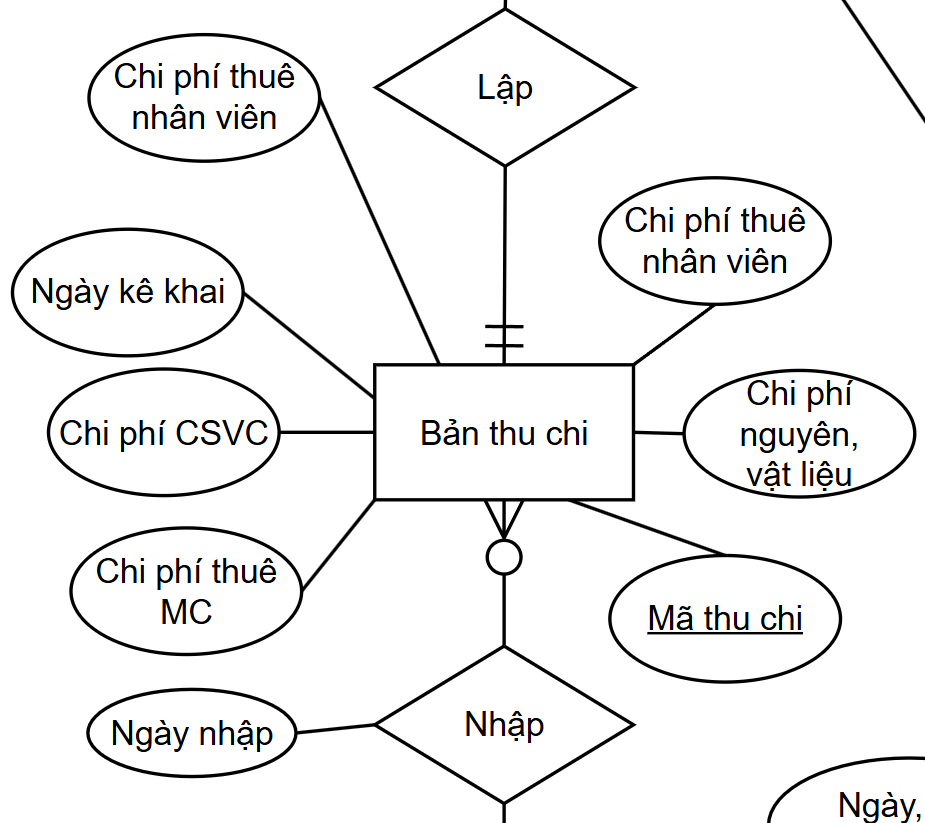 Chi phí thuê
nhân viên
Lập
Chi phí thuê
nhân viên
Ngày kê khai
Chi phí CSVC
Bản thu chi
Chi phí
nguyên,
vật liệu
Chi phí thuê
MC
Mã thu chi
Ngày nhập
Nhập
Ngày,